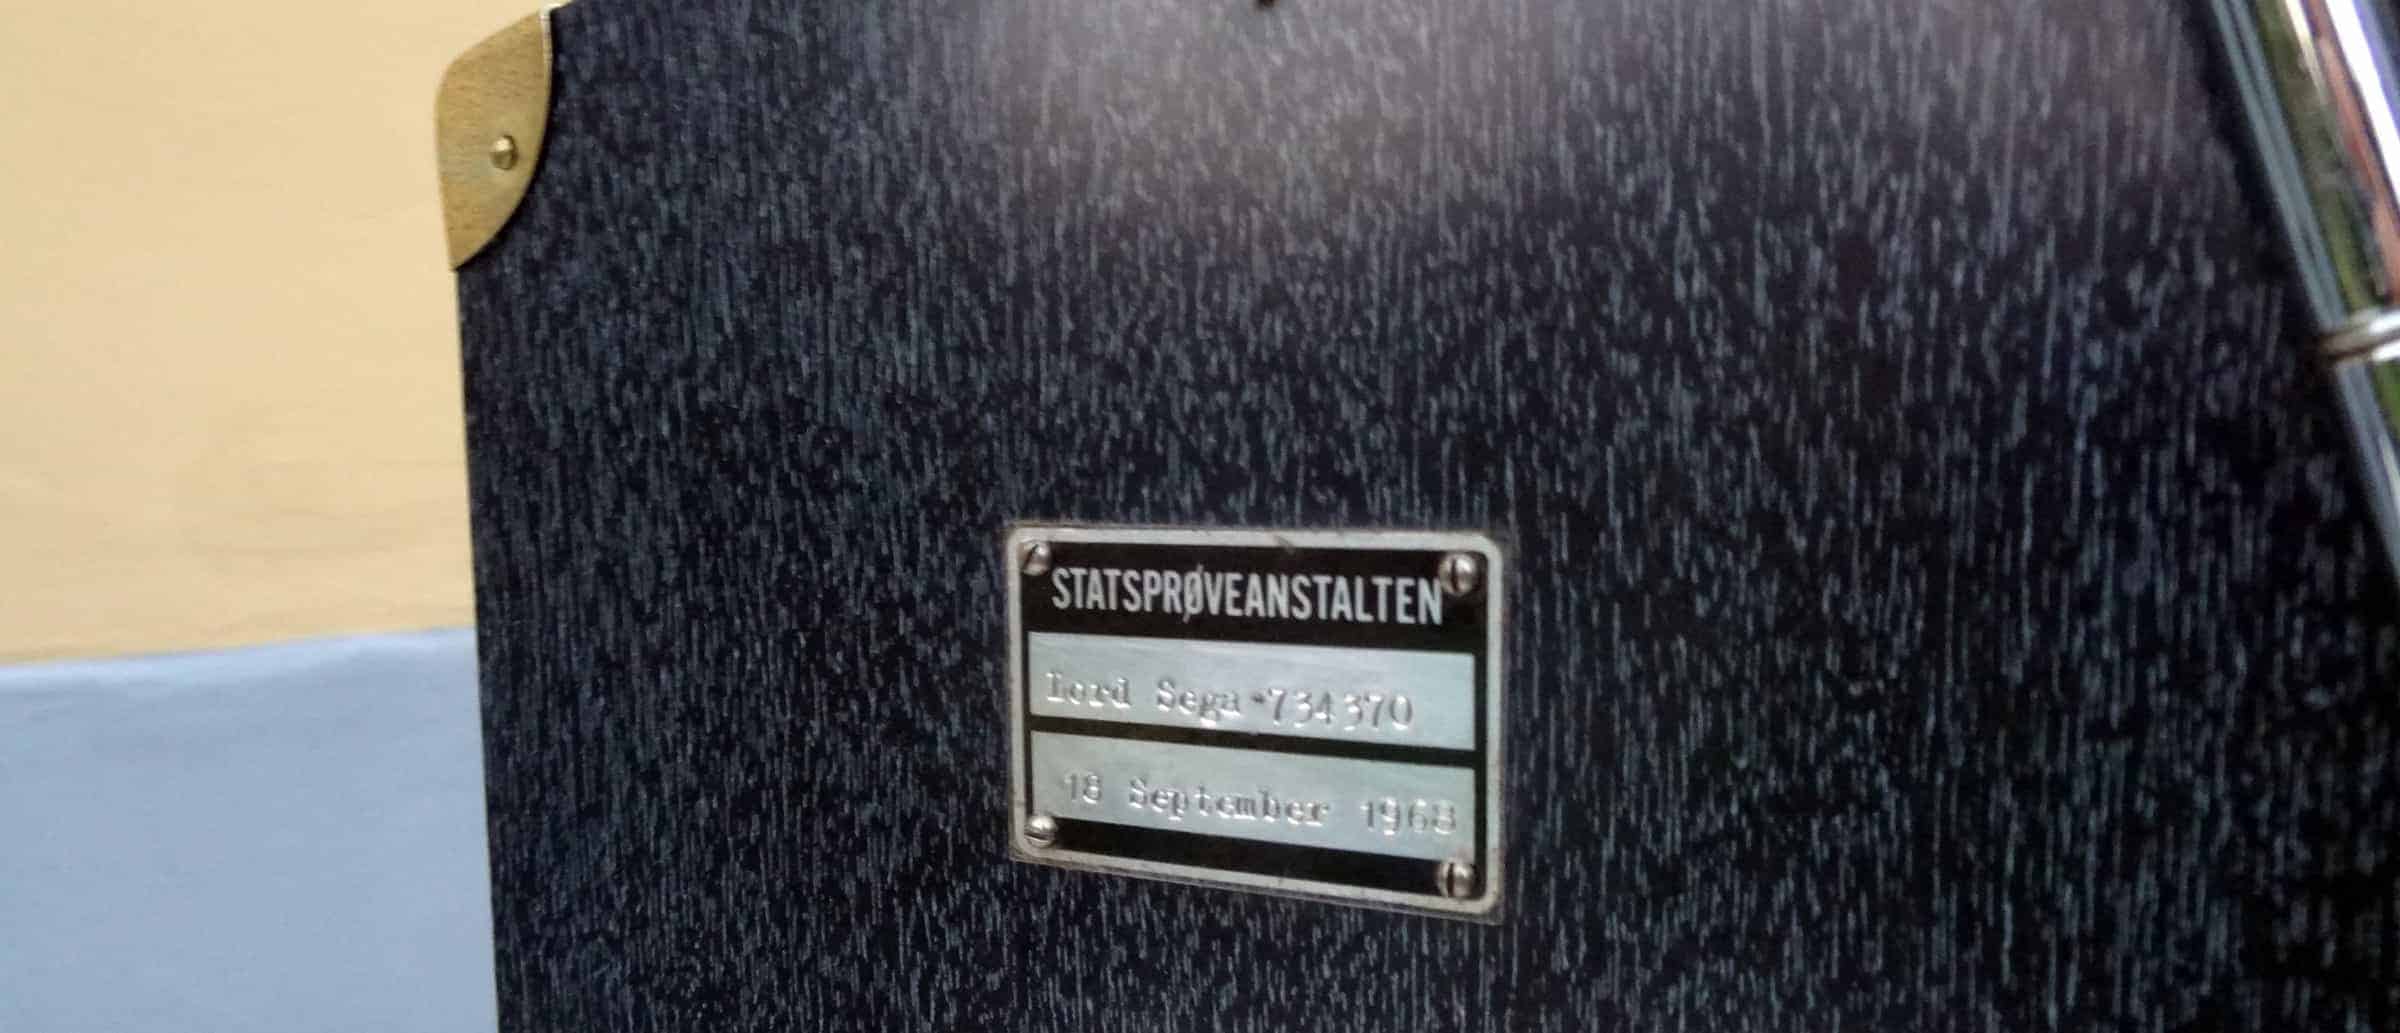 STATSPRØVEANSTALTEN
Lord Sega-734370
18 September 1968